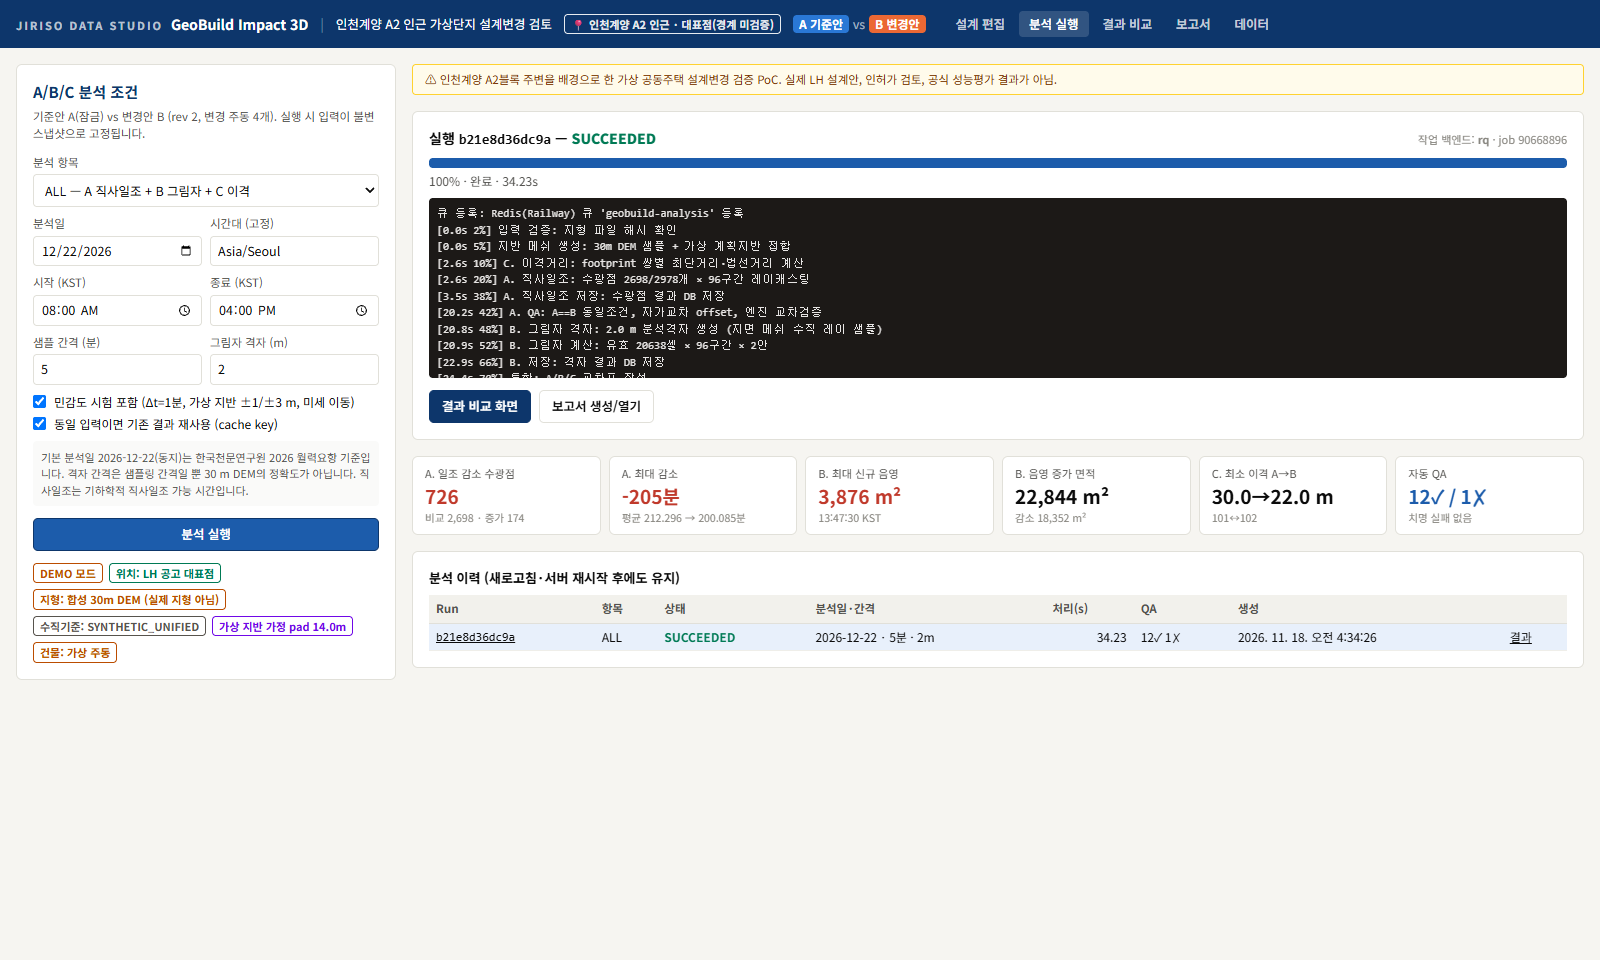 JIRISO DATA STUDIO GeoBuild Impact 3D | 인천계양 A2 인근 가상단지 설계변경 검토 📍 인천계양 A2 인근 · 대표점(경계 미검증) A 기준안 vs B 변경안 설계 편집 분석 실행 결과 비교 보고서 데이터
A/B/C 분석 조건
기준안 A(잠금) vs 변경안 B (rev 2, 변경 주동 4개). 실행 시 입력이 불변
스냅샷으로 고정됩니다.
분석 항목
ALL — A 직사일조 + B 그림자 + C 이격
분석일 시간대 (고정)
12/22/2026 Asia/Seoul
시작 (KST) 종료 (KST)
08:00 AM 04:00 PM
샘플 간격 (분) 그림자 격자 (m)
5 2
민감도 시험 포함 (Δt=1분, 가상 지반 ±1/±3 m, 미세 이동)
동일 입력이면 기존 결과 재사용 (cache key)
기본 분석일 2026-12-22(동지)는 한국천문연구원 2026 월력요항 기준입
니다. 격자 간격은 샘플링 간격일 뿐 30 m DEM의 정확도가 아닙니다. 직
사일조는 기하학적 직사일조 가능 시간입니다.
분석 실행
DEMO 모드 위치: LH 공고 대표점
지형: 합성 30m DEM (실제 지형 아님)
수직기준: SYNTHETIC_UNIFIED 가상 지반 가정 pad 14.0m
건물: 가상 주동
⚠ 인천계양 A2블록 주변을 배경으로 한 가상 공동주택 설계변경 검증 PoC. 실제 LH 설계안, 인허가 검토, 공식 성능평가 결과가 아님.
실행 b21e8d36dc9a — SUCCEEDED 작업 백엔드: rq · job 90668896
100% · 완료 · 34.23s
큐 등록: Redis(Railway) 큐 'geobuild-analysis' 등록
[0.0s 2%] 입력 검증: 지형 파일 해시 확인
[0.0s 5%] 지반 메쉬 생성: 30m DEM 샘플 + 가상 계획지반 접합
[2.6s 10%] C. 이격거리: footprint 쌍별 최단거리·법선거리 계산
[2.6s 20%] A. 직사일조: 수광점 2698/2978개 × 96구간 레이캐스팅
[3.5s 38%] A. 직사일조 저장: 수광점 결과 DB 저장
[20.2s 42%] A. QA: A==B 동일조건, 자가교차 offset, 엔진 교차검증
[20.8s 48%] B. 그림자 격자: 2.0 m 분석격자 생성 (지면 메쉬 수직 레이 샘플)
[20.9s 52%] B. 그림자 계산: 유효 20638셀 × 96구간 × 2안
[22.9s 66%] B. 저장: 격자 결과 DB 저장
[24.4s 70%] 통합: A/B/C 교차표 작성
결과 비교 화면 보고서 생성/열기
A. 일조 감소 수광점
726
비교 2,698 · 증가 174
A. 최대 감소
-205분
평균 212.296 → 200.085분
B. 최대 신규 음영
3,876 m²
13:47:30 KST
B. 음영 증가 면적
22,844 m²
감소 18,352 m²
C. 최소 이격 A→B
30.0→22.0 m
101↔102
자동 QA
12✓ / 1✗
치명 실패 없음
분석 이력 (새로고침·서버 재시작 후에도 유지)
Run 항목 상태 분석일·간격 처리(s) QA 생성
b21e8d36dc9a ALL SUCCEEDED 2026-12-22 · 5분 · 2m 34.23 12✓ 1✗ 2026. 11. 18. 오전 4:34:26 결과